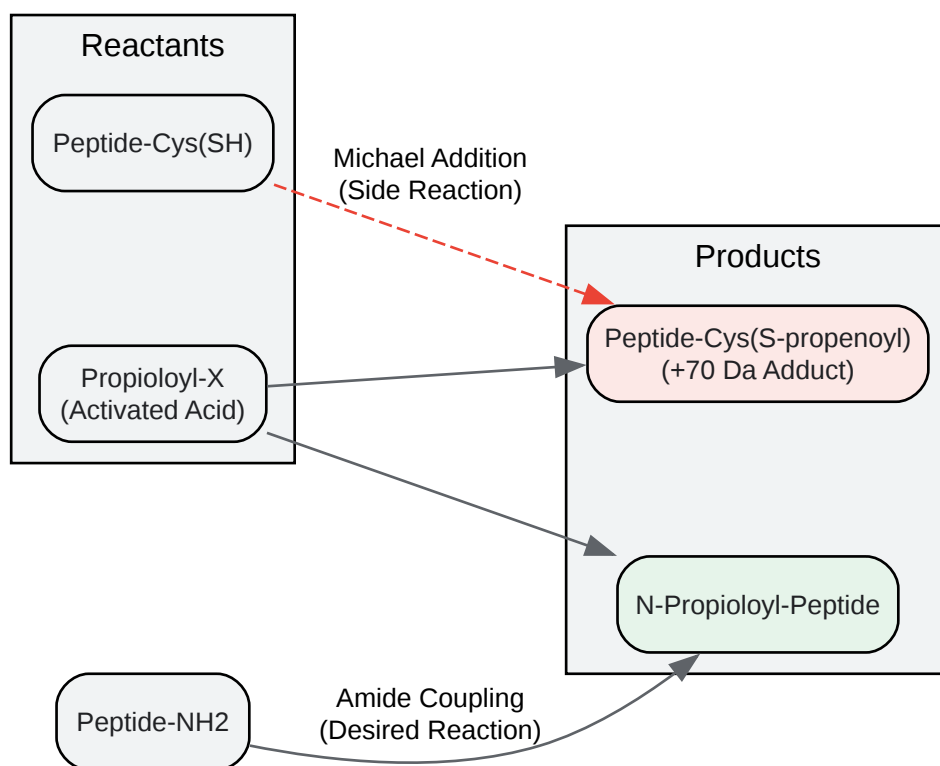 Reactants
Peptide-Cys(SH)
Michael Addition
(Side Reaction)
Products
Peptide-Cys(S-propenoyl)
(+70 Da Adduct)
Propioloyl-X
(Activated Acid)
N-Propioloyl-Peptide
Peptide-NH2
Amide Coupling
(Desired Reaction)